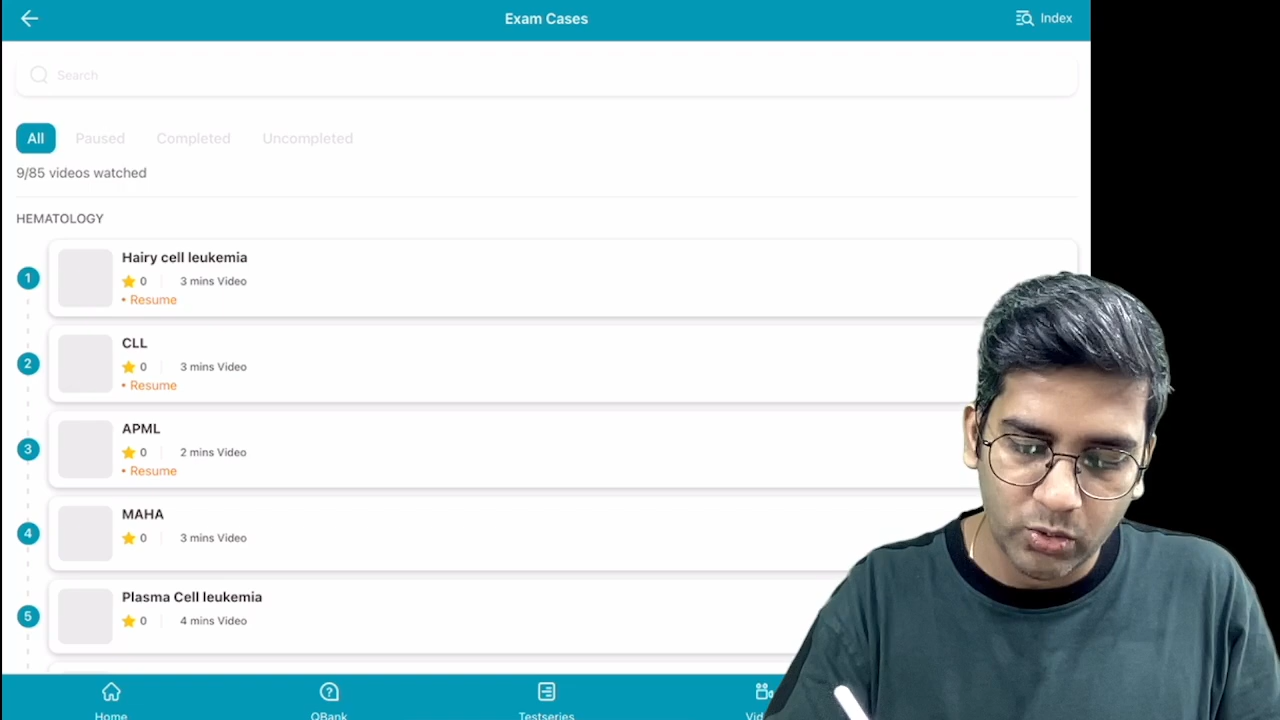 Exam Cases
Index
Search
All
Paused
Completed
Uncompleted
9/85 videos watched
HEMATOLOGY
1
Hairy cell leukemia
0
3 mins Video
• Resume
2
CLL
0
3 mins Video
• Resume
3
APML
0
2 mins Video
• Resume
4
MAHA
0
3 mins Video
5
Plasma Cell leukemia
0
4 mins Video
Home
QBank
Testseries